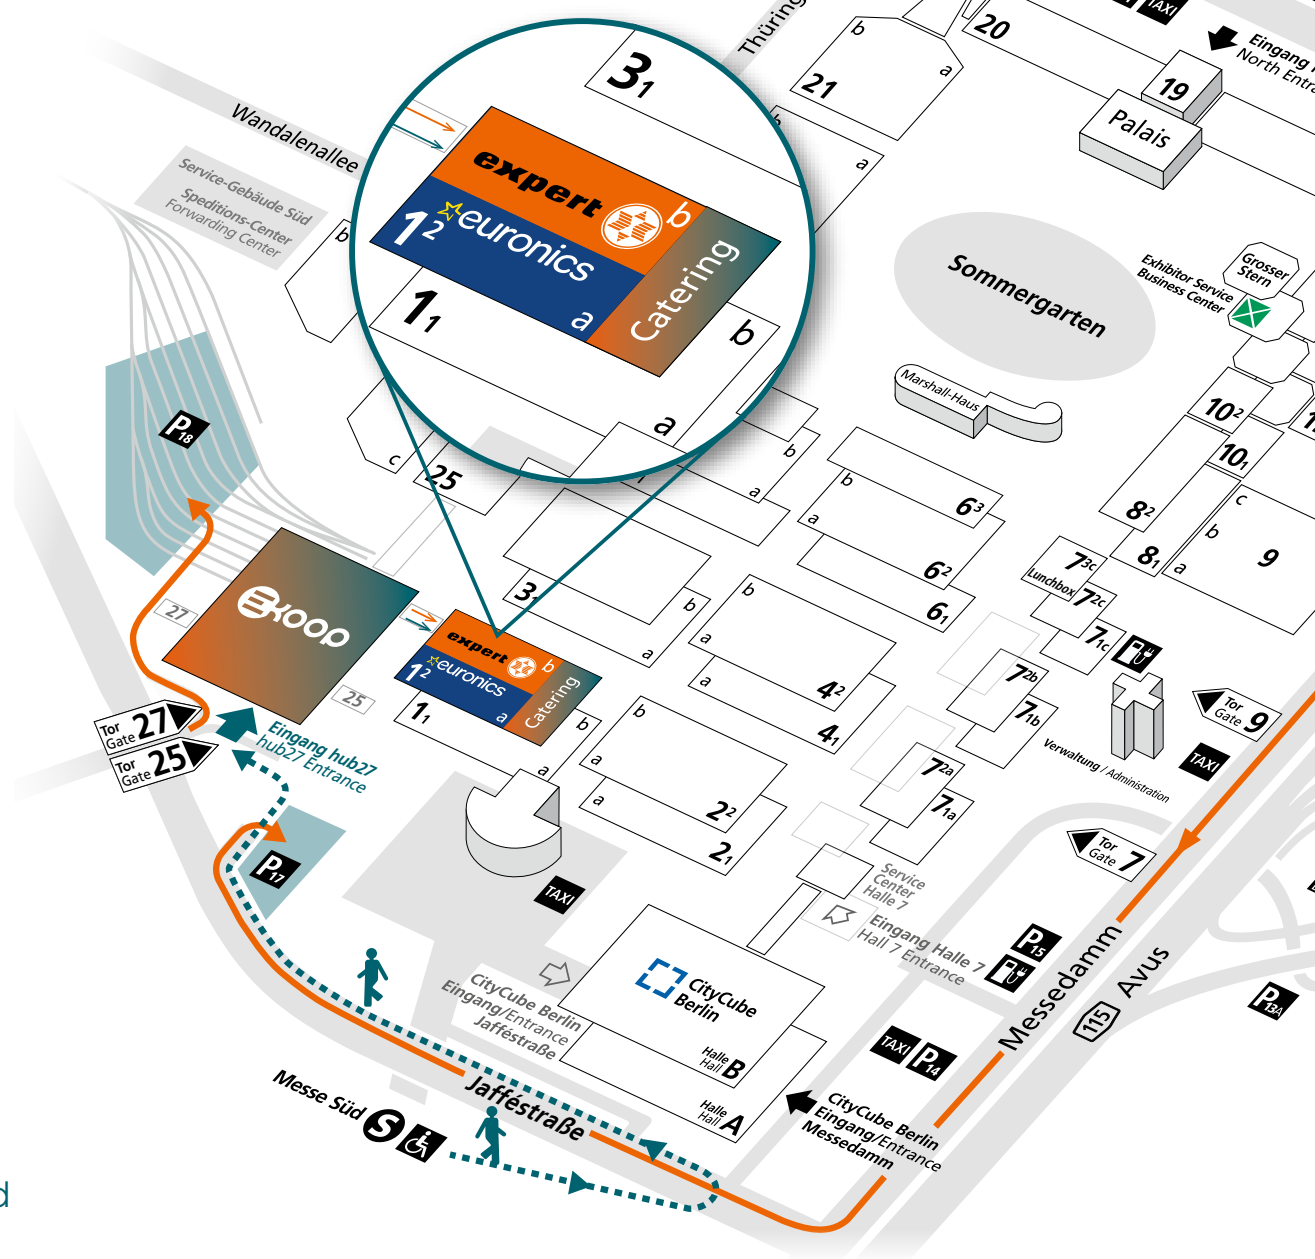 Thüring
20
TAXI
Eingang
North Entra
b
a
21
19
Palais
Wandalenallee
3₁
Service-Gebäude Süd
Speditions-Center
Forwarding Center
b
a
expert
b
1²
euronics
a
Catering
1₁
b
a
Sommergarten
Grosser
Stern
Exhibitor Service
Business Center
Marshall-Haus
10²
10₁
P18
c
25
b
a
b
a
6³
6²
6₁
8²
8₁
c
b
a
9
7³ᶜ
Lunchbox
7²ᶜ
7₁c
7²ᵇ
7₁b
7²ᵃ
7₁a
27
koop
25
expert
b
1²
euronics
a
Catering
1₁
b
a
3₁
b
a
b
a
4²
a
4₁
b
a
2²
a
2₁
Tor
Gate 27
Tor
Gate 25
Eingang hub27
hub27 Entrance
P17
Tor
Gate 9
TAXI
Verwaltung / Administration
Tor
Gate 7
TAXI
Service
Center
Halle 7
Eingang Halle 7
Hall 7 Entrance
P15
Messedamm
Avus
115
P13A
CityCube
Berlin
CityCube Berlin
Eingang/Entrance
Jafféstraße
Halle
Hall B
Halle
Hall A
TAXI
P14
CityCube Berlin
Eingang/Entrance
Messedamm
Jafféstraße
Messe Süd
S
d